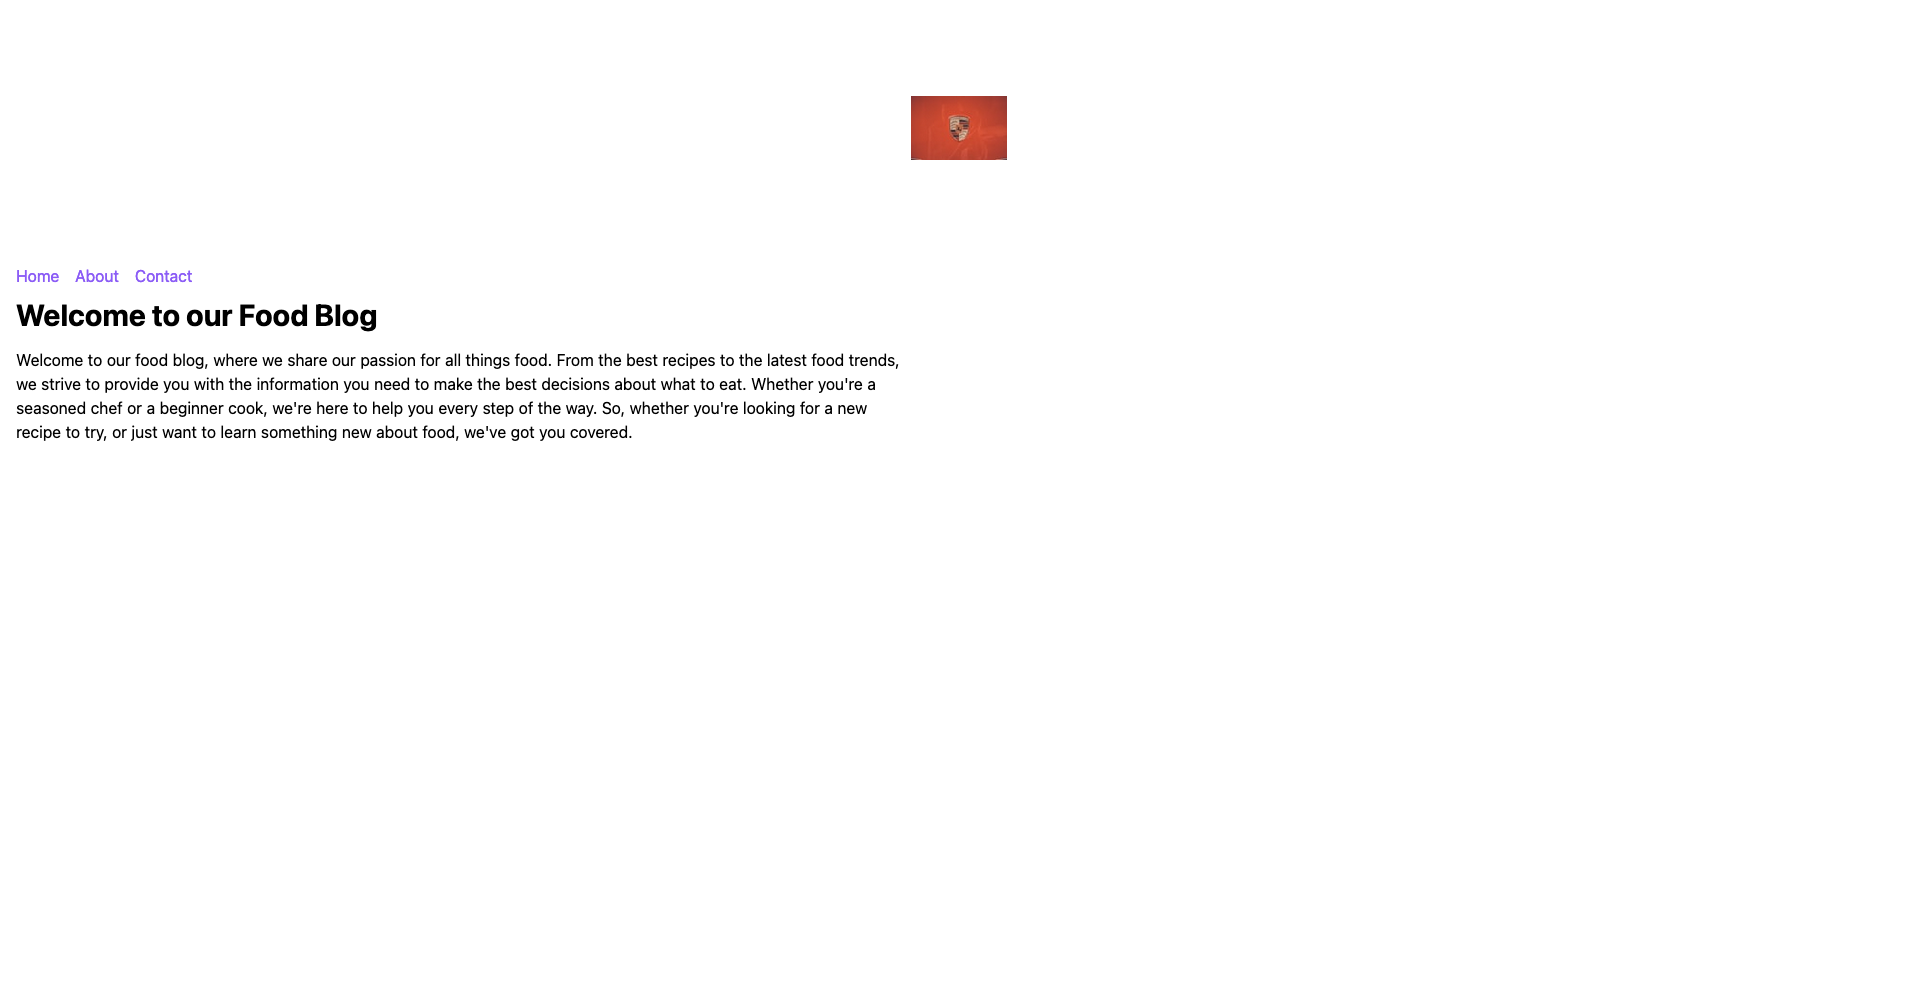 Home About Contact
Welcome to our Food Blog
Welcome to our food blog, where we share our passion for all things food. From the best recipes to the latest food trends,
we strive to provide you with the information you need to make the best decisions about what to eat. Whether you're a
seasoned chef or a beginner cook, we're here to help you every step of the way. So, whether you're looking for a new
recipe to try, or just want to learn something new about food, we've got you covered.